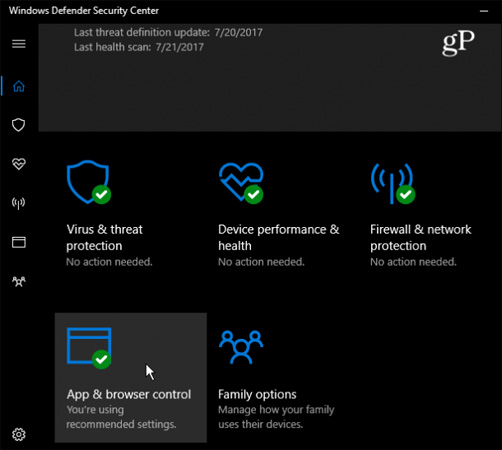 Windows Defender Security Center
Last threat definition update: 7/20/2017
Last health scan: 7/21/2017
gP
Virus & threat
protection
No action needed.
Device performance &
health
No action needed.
Firewall & network
protection
No action needed.
App & browser control
You're using
recommended settings.
Family options
Manage how your family
uses their devices.